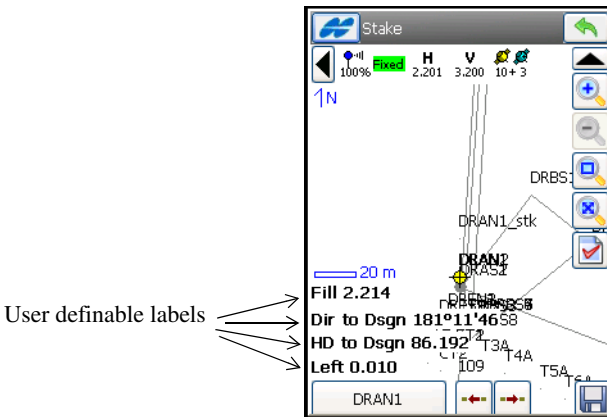 Stake
100% Fixed H 2.201 V 3.200 10+3
N
DRBS1
DRAN1_stk
DRAN2
DRAS2
20 m
Fill 2.214
User definable labels
Dir to Dsgn 181°11'46
HD to Dsgn 86.192
T3A
T4A
Left 0.010
109
T5A
DRAN1